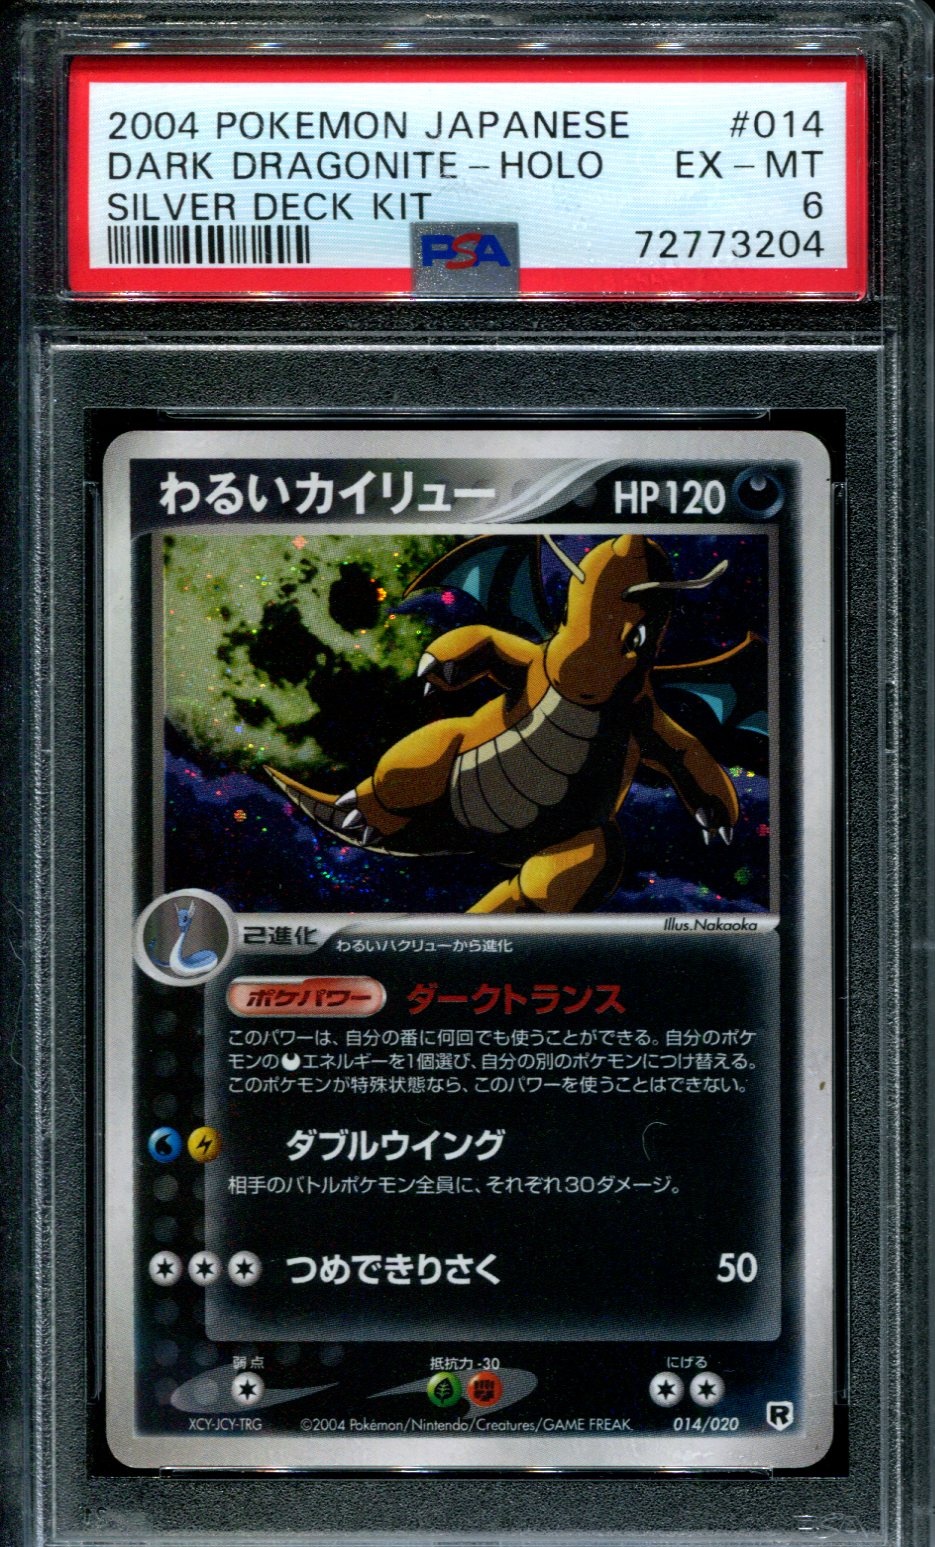 2004 POKEMON JAPANESE #014
DARK DRAGONITE-HOLO EX-MT
SILVER DECK KIT 6
PSA 72773204
わるいカイリュー HP120
Illus.Nakaoka
2進化 わるいハクリューから進化
ポケパワー ダークトランス
このパワーは、自分の番に何回でも使うことができる。自分のポケ
モンのエネルギーを1個選び、自分の別のポケモンにつけ替える。
このポケモンが特殊状態なら、このパワーを使うことはできない。
ダブルウイング
相手のバトルポケモン全員に、それぞれ30ダメージ。
つめできりさく 50
弱点 抵抗力 -30 にげる
XCY-JCY-TRG ©2004 Pokémon/Nintendo/Creatures/GAME FREAK. 014/020 R